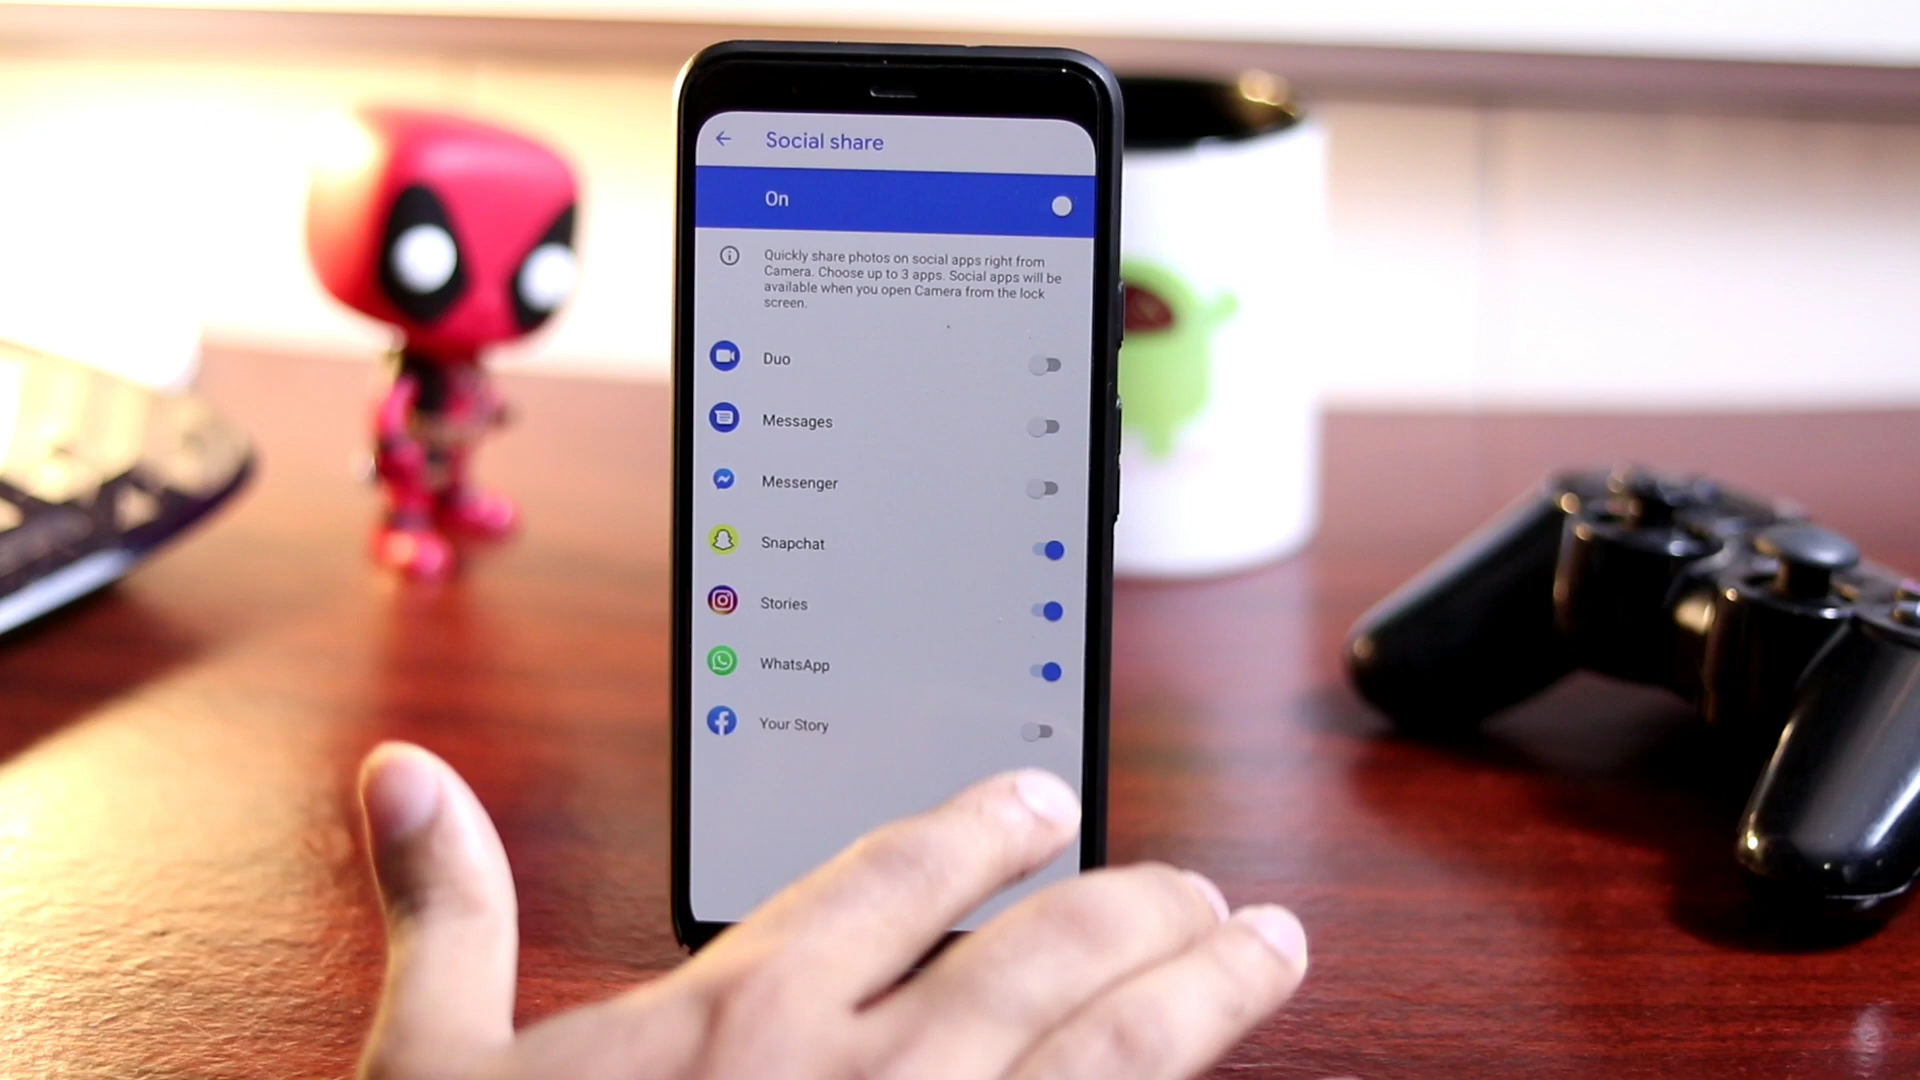 Social share
On
Quickly share photos on social apps right from
Camera. Choose up to 3 apps. Social apps will be
available when you open Camera from the lock
screen.
Duo
Messages
Messenger
Snapchat
Stories
WhatsApp
Your Story